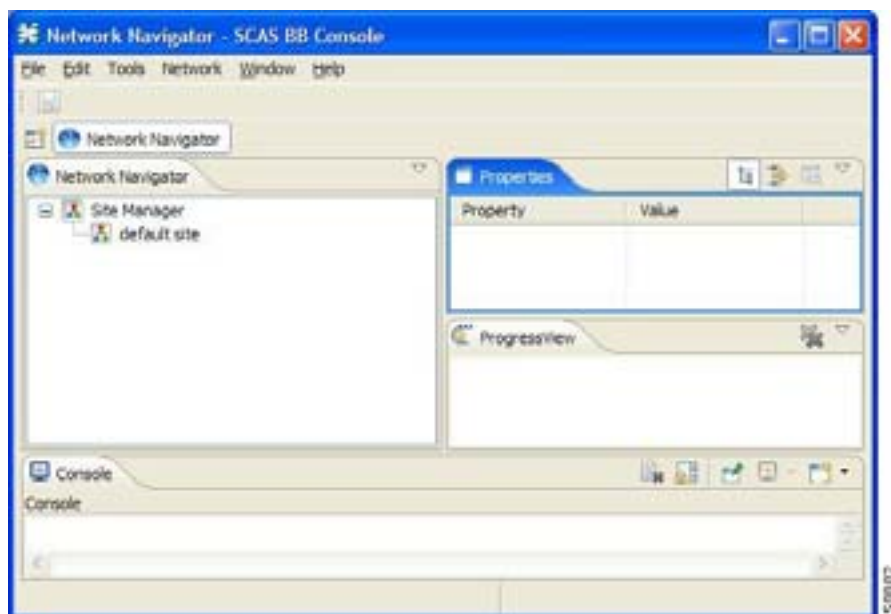 Network Navigator - SCAS BB Console
File Edit Tools Network Window Help
Network Navigator
Network Navigator
Properties
Site Manager
default site
Property Value
ProgressView
Console
Console